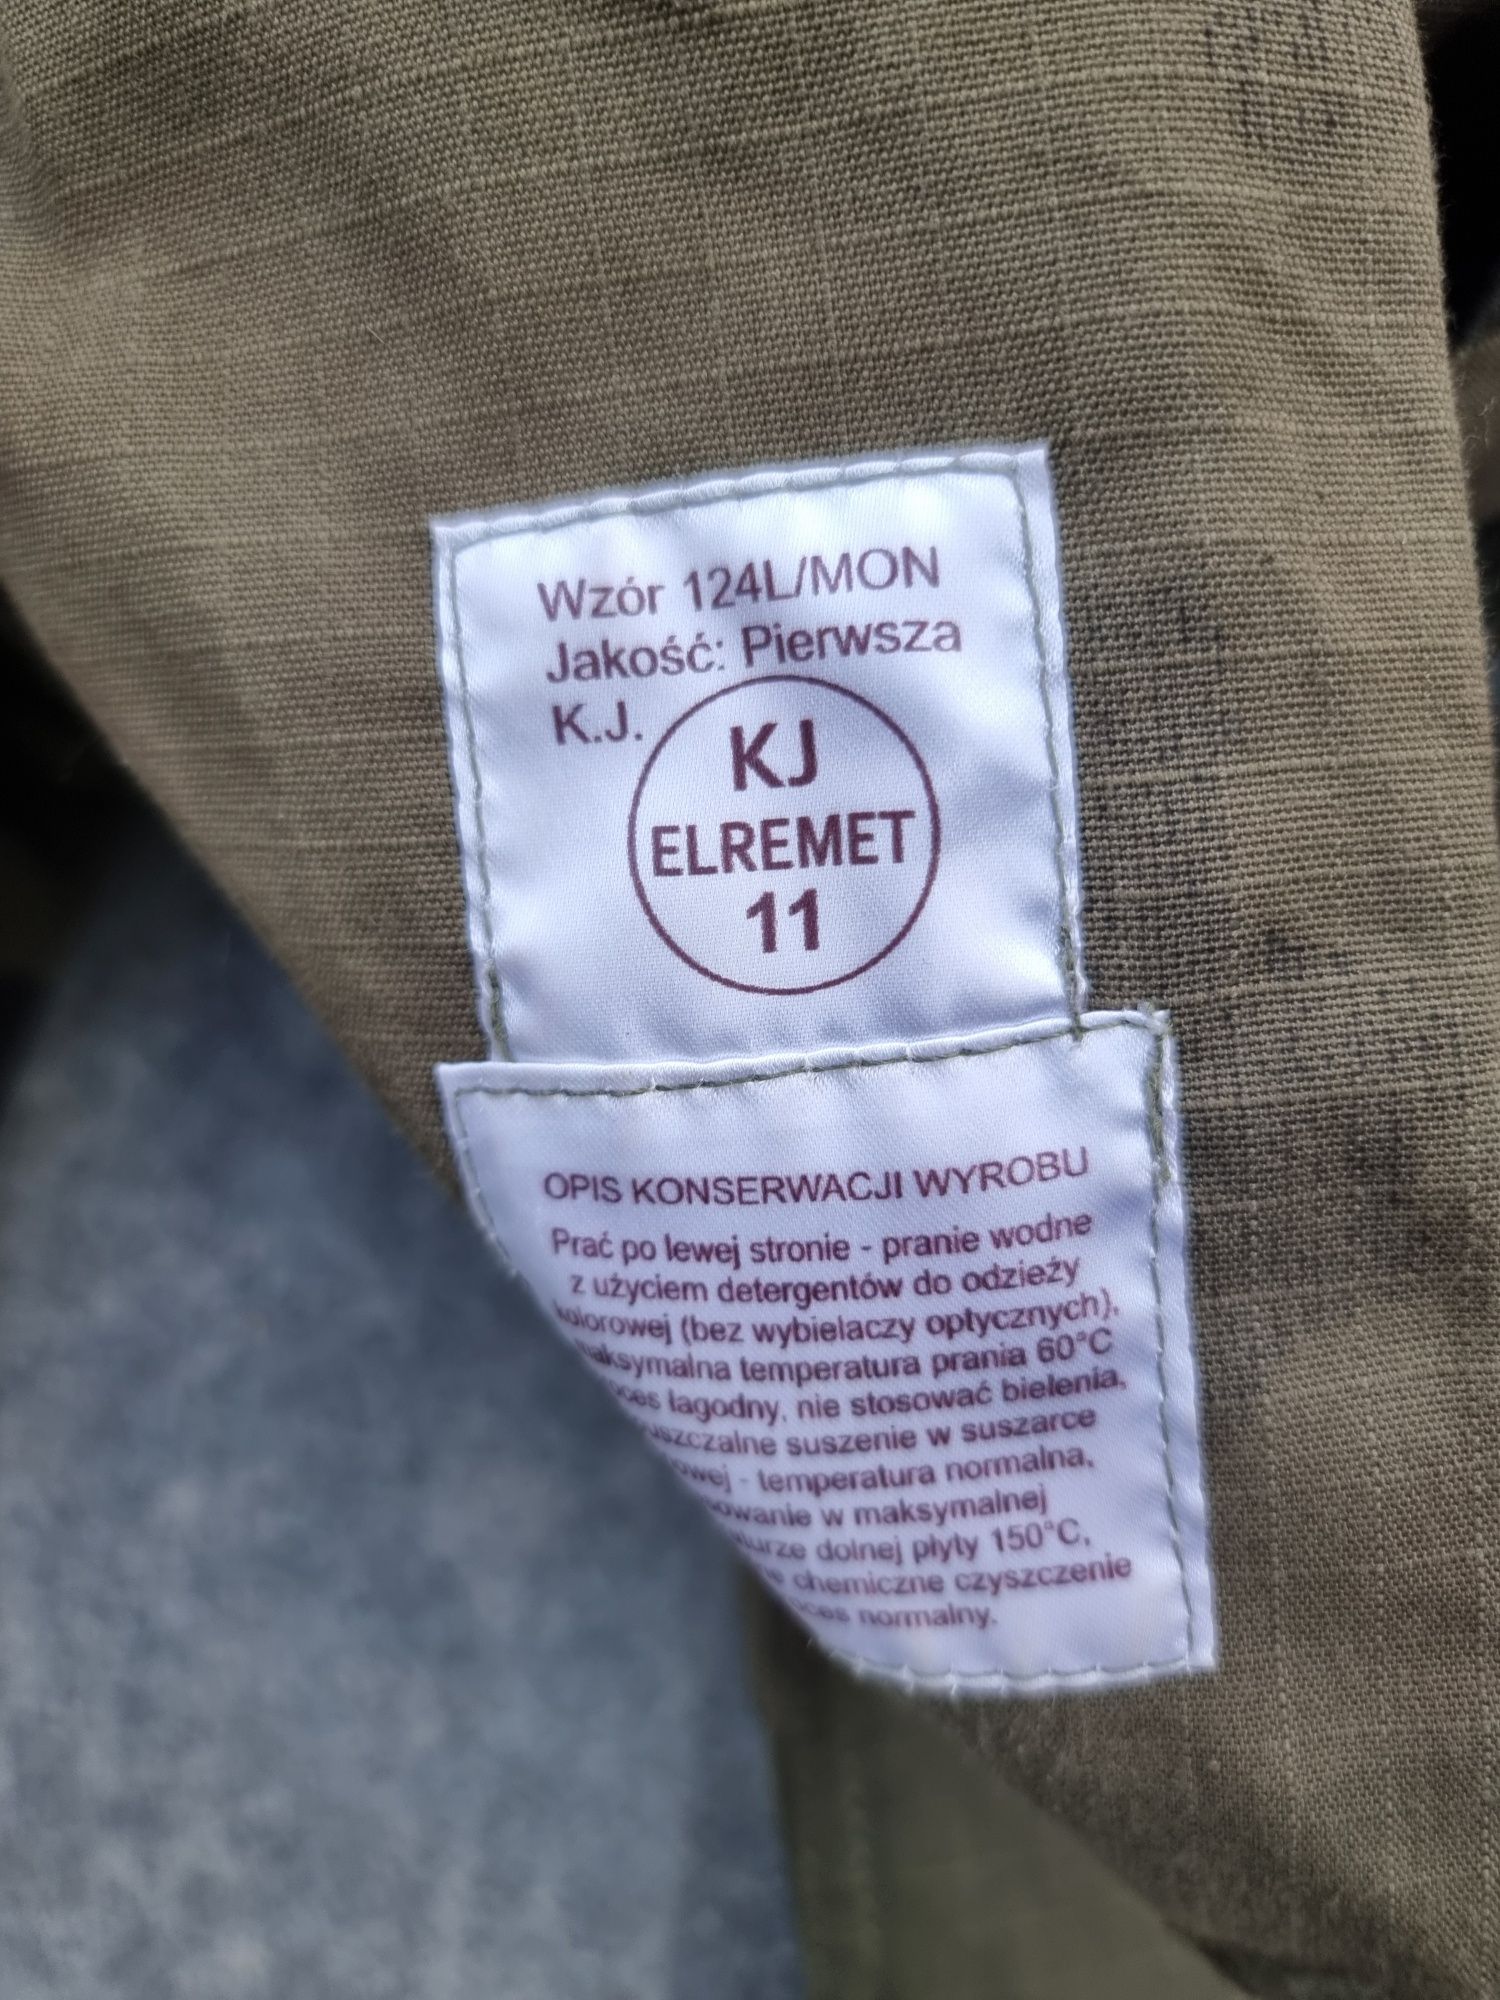 Wzór 124L/MON
Jakość: Pierwsza
K.J.
KJ
ELREMET
11
OPIS KONSERWACJI WYROBU
Prać po lewej stronie - pranie wodne
z użyciem detergentów do odzieży
kolorowej (bez wybielaczy optycznych),
maksymalna temperatura prania 60°C
łagodny, nie stosować bielenia,
suszenie w suszarce
- temperatura normalna,
w maksymalnej
dolnej płyty 150°C,
chemiczne czyszczenie
normalny.